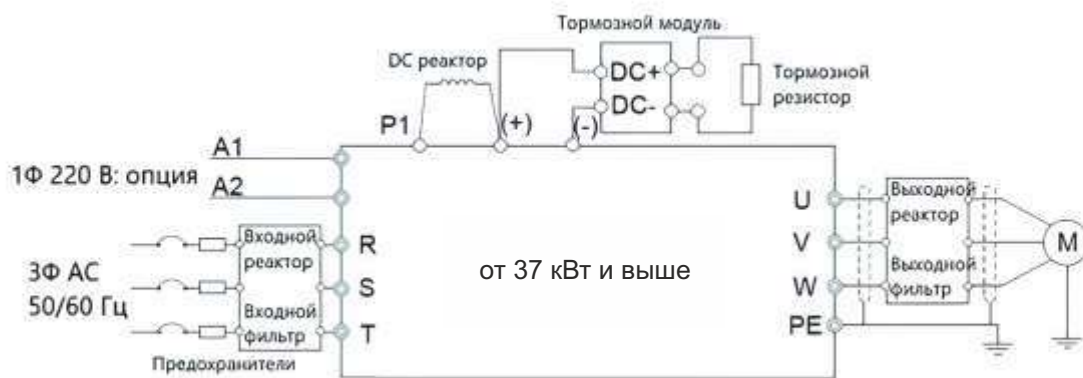 Тормозной модуль
DC реактор
DC+
DC-
Тормозной
резистор
P1
(+)
(-)
A1
1Ф 220 В: опция
A2
3Ф AC
50/60 Гц
Входной
реактор
Входной
фильтр
Предохранители
R
S
T
от 37 кВт и выше
U
V
W
PE
Выходной
реактор
Выходной
фильтр
M